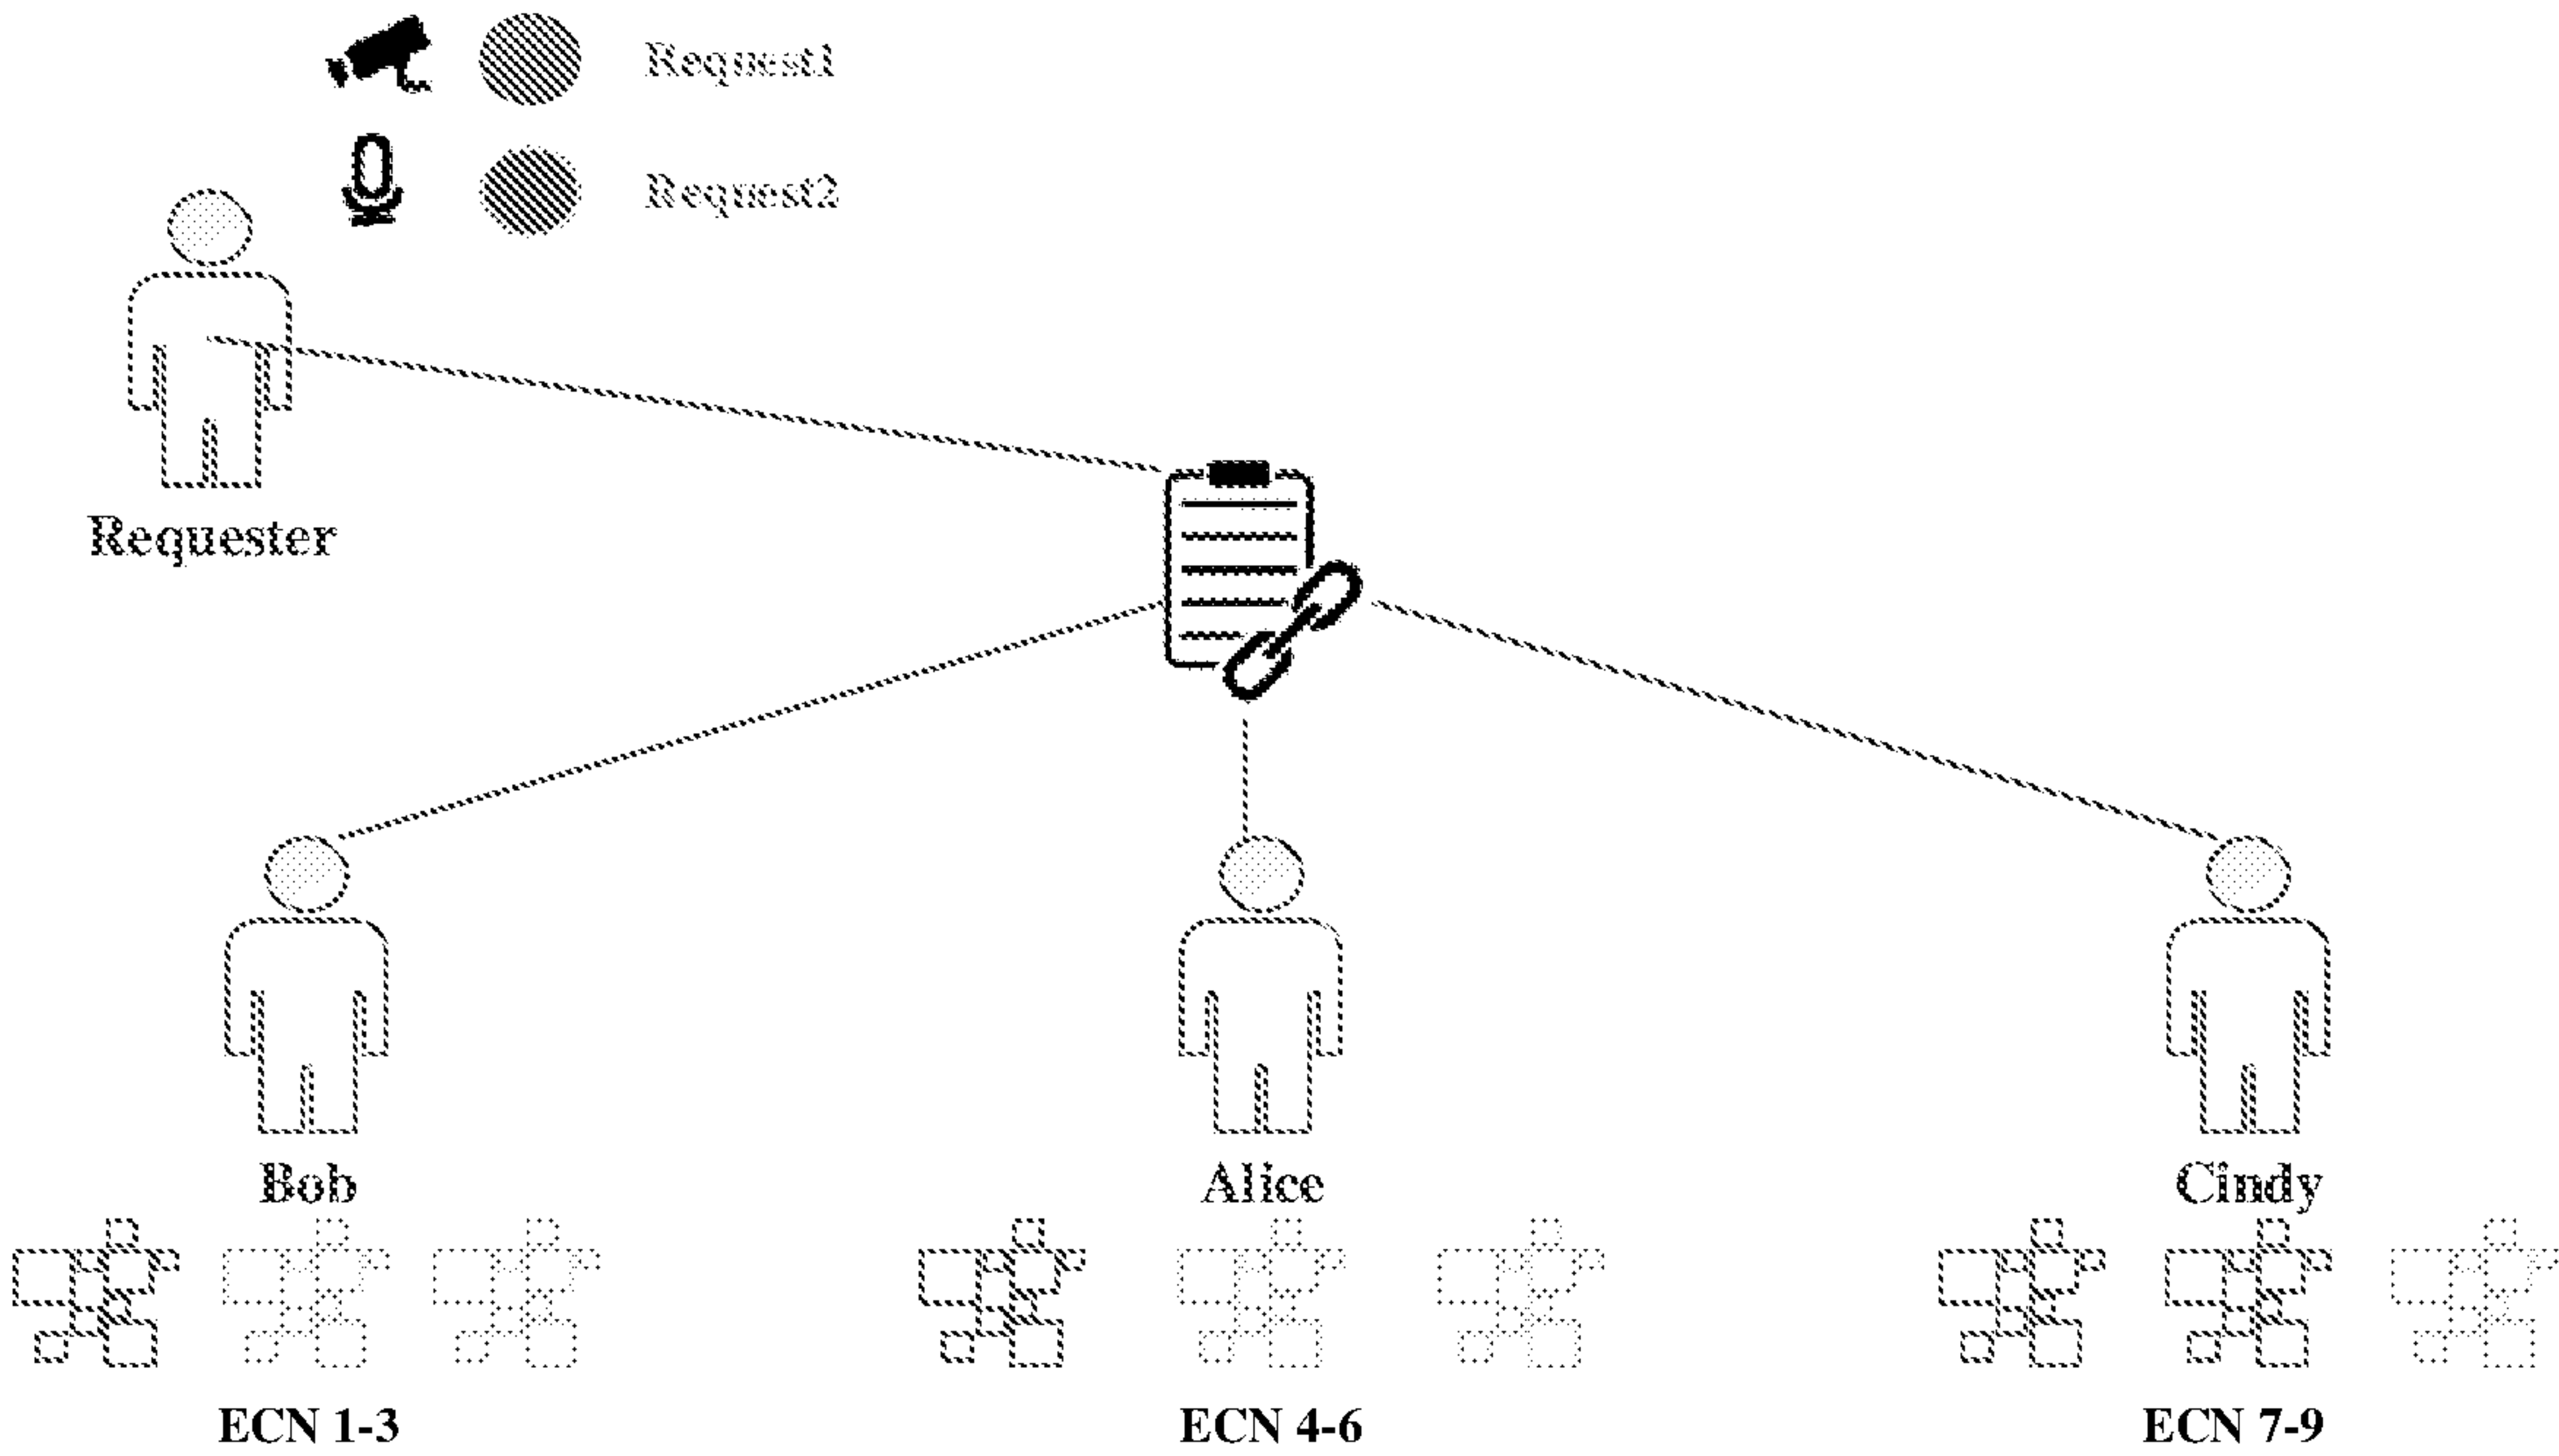 Request1
Request2
Requester
Bob
Alice
Cindy
ECN 1-3
ECN 4-6
ECN 7-9